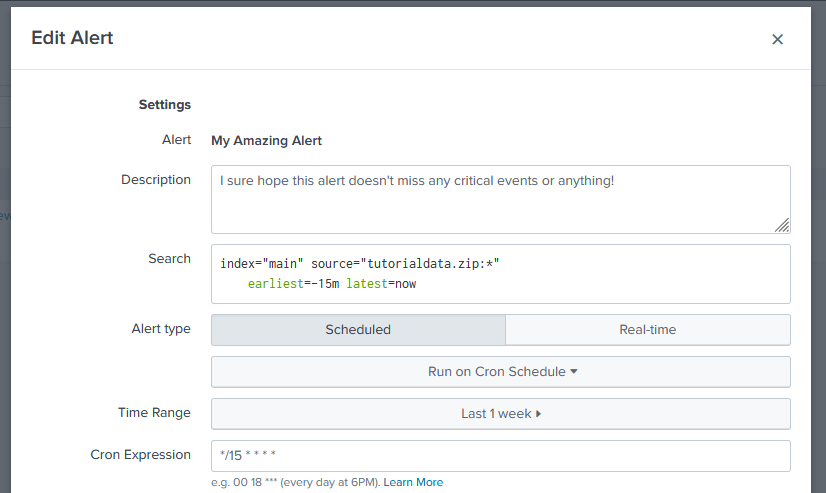 Edit Alert ×
Settings
Alert My Amazing Alert
Description I sure hope this alert doesn't miss any critical events or anything!
Search index="main" source="tutorialdata.zip:*"
earliest=-15m latest=now
Alert type Scheduled Real-time
Run on Cron Schedule
Time Range Last 1 week
Cron Expression */15 * * * *
e.g. 00 18 *** (every day at 6PM). Learn More